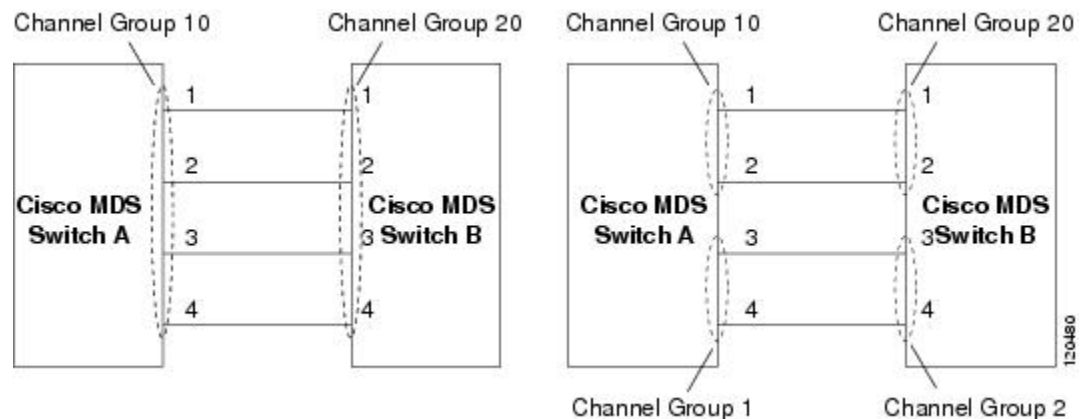 Channel Group 10
Channel Group 20
1
1
2
2
Cisco MDS
Switch A
Cisco MDS
Switch B
3
3
4
4
Channel Group 10
Channel Group 20
1
1
2
2
Cisco MDS
Switch A
Cisco MDS
Switch B
3
3
4
4
Channel Group 1
Channel Group 2
120480